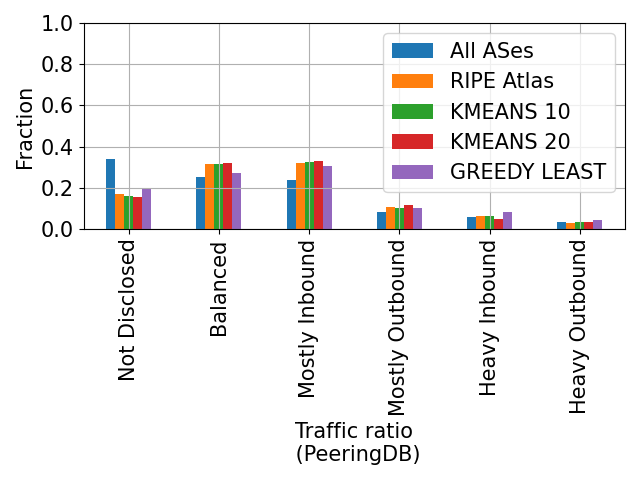 1.0
0.8
0.6
0.4
0.2
0.0
Fraction
All ASes
RIPE Atlas
KMEANS 10
KMEANS 20
GREEDY LEAST
Not Disclosed
Balanced
Mostly Inbound
Mostly Outbound
Heavy Inbound
Heavy Outbound
Traffic ratio
(PeeringDB)